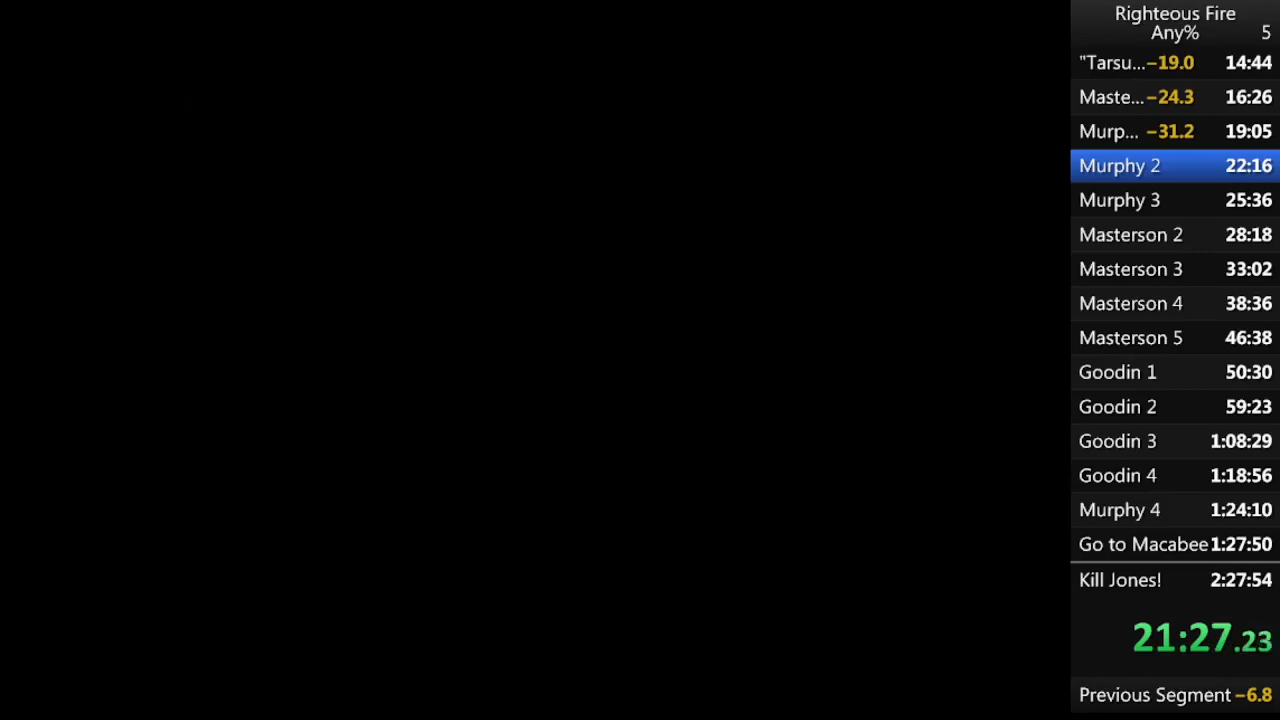 Righteous Fire
Any% 5
"Tarsu... −19.0 14:44
Maste... −24.3 16:26
Murp... −31.2 19:05
Murphy 2 22:16
Murphy 3 25:36
Masterson 2 28:18
Masterson 3 33:02
Masterson 4 38:36
Masterson 5 46:38
Goodin 1 50:30
Goodin 2 59:23
Goodin 3 1:08:29
Goodin 4 1:18:56
Murphy 4 1:24:10
Go to Macabee 1:27:50
Kill Jones! 2:27:54
21:27.23
Previous Segment −6.8